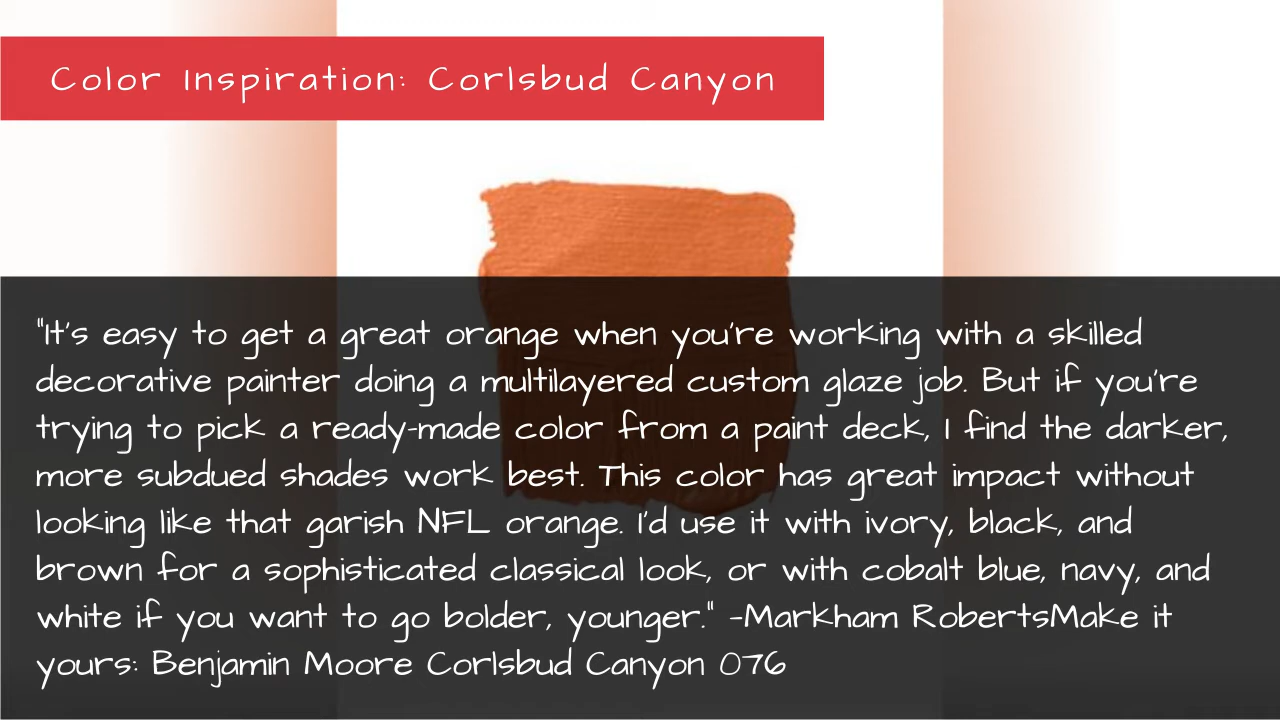 Color Inspiration: Corlsbud Canyon
"It's easy to get a great orange when you're working with a skilled
decorative painter doing a multilayered custom glaze job. But if you're
trying to pick a ready-made color from a paint deck, I find the darker,
more subdued shades work best. This color has great impact without
looking like that garish NFL orange. I'd use it with ivory, black, and
brown for a sophisticated classical look, or with cobalt blue, navy, and
white if you want to go bolder, younger." -Markham RobertsMake it
yours: Benjamin Moore Corlsbud Canyon 076